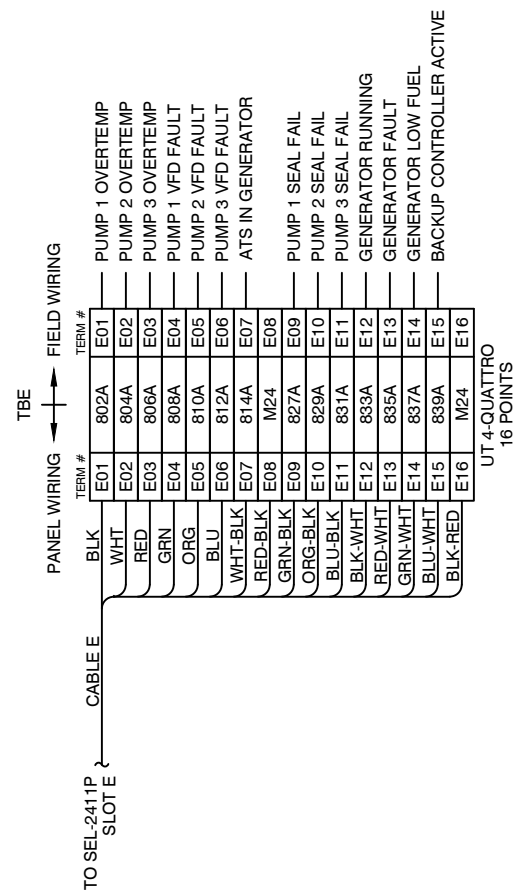 TBE
PANEL WIRING FIELD WIRING
TERM # TERM #
TO SEL-2411P
SLOT E
CABLE E
BLK E01 802A E01 PUMP 1 OVERTEMP
WHT E02 804A E02 PUMP 2 OVERTEMP
RED E03 806A E03 PUMP 3 OVERTEMP
GRN E04 808A E04 PUMP 1 VFD FAULT
ORG E05 810A E05 PUMP 2 VFD FAULT
BLU E06 812A E06 PUMP 3 VFD FAULT
WHT-BLK E07 814A E07 ATS IN GENERATOR
RED-BLK E08 M24 E08
GRN-BLK E09 827A E09 PUMP 1 SEAL FAIL
ORG-BLK E10 829A E10 PUMP 2 SEAL FAIL
BLU-BLK E11 831A E11 PUMP 3 SEAL FAIL
BLK-WHT E12 833A E12 GENERATOR RUNNING
RED-WHT E13 835A E13 GENERATOR FAULT
GRN-WHT E14 837A E14 GENERATOR LOW FUEL
BLU-WHT E15 839A E15 BACKUP CONTROLLER ACTIVE
BLK-RED E16 M24 E16
UT 4-QUATTRO
16 POINTS